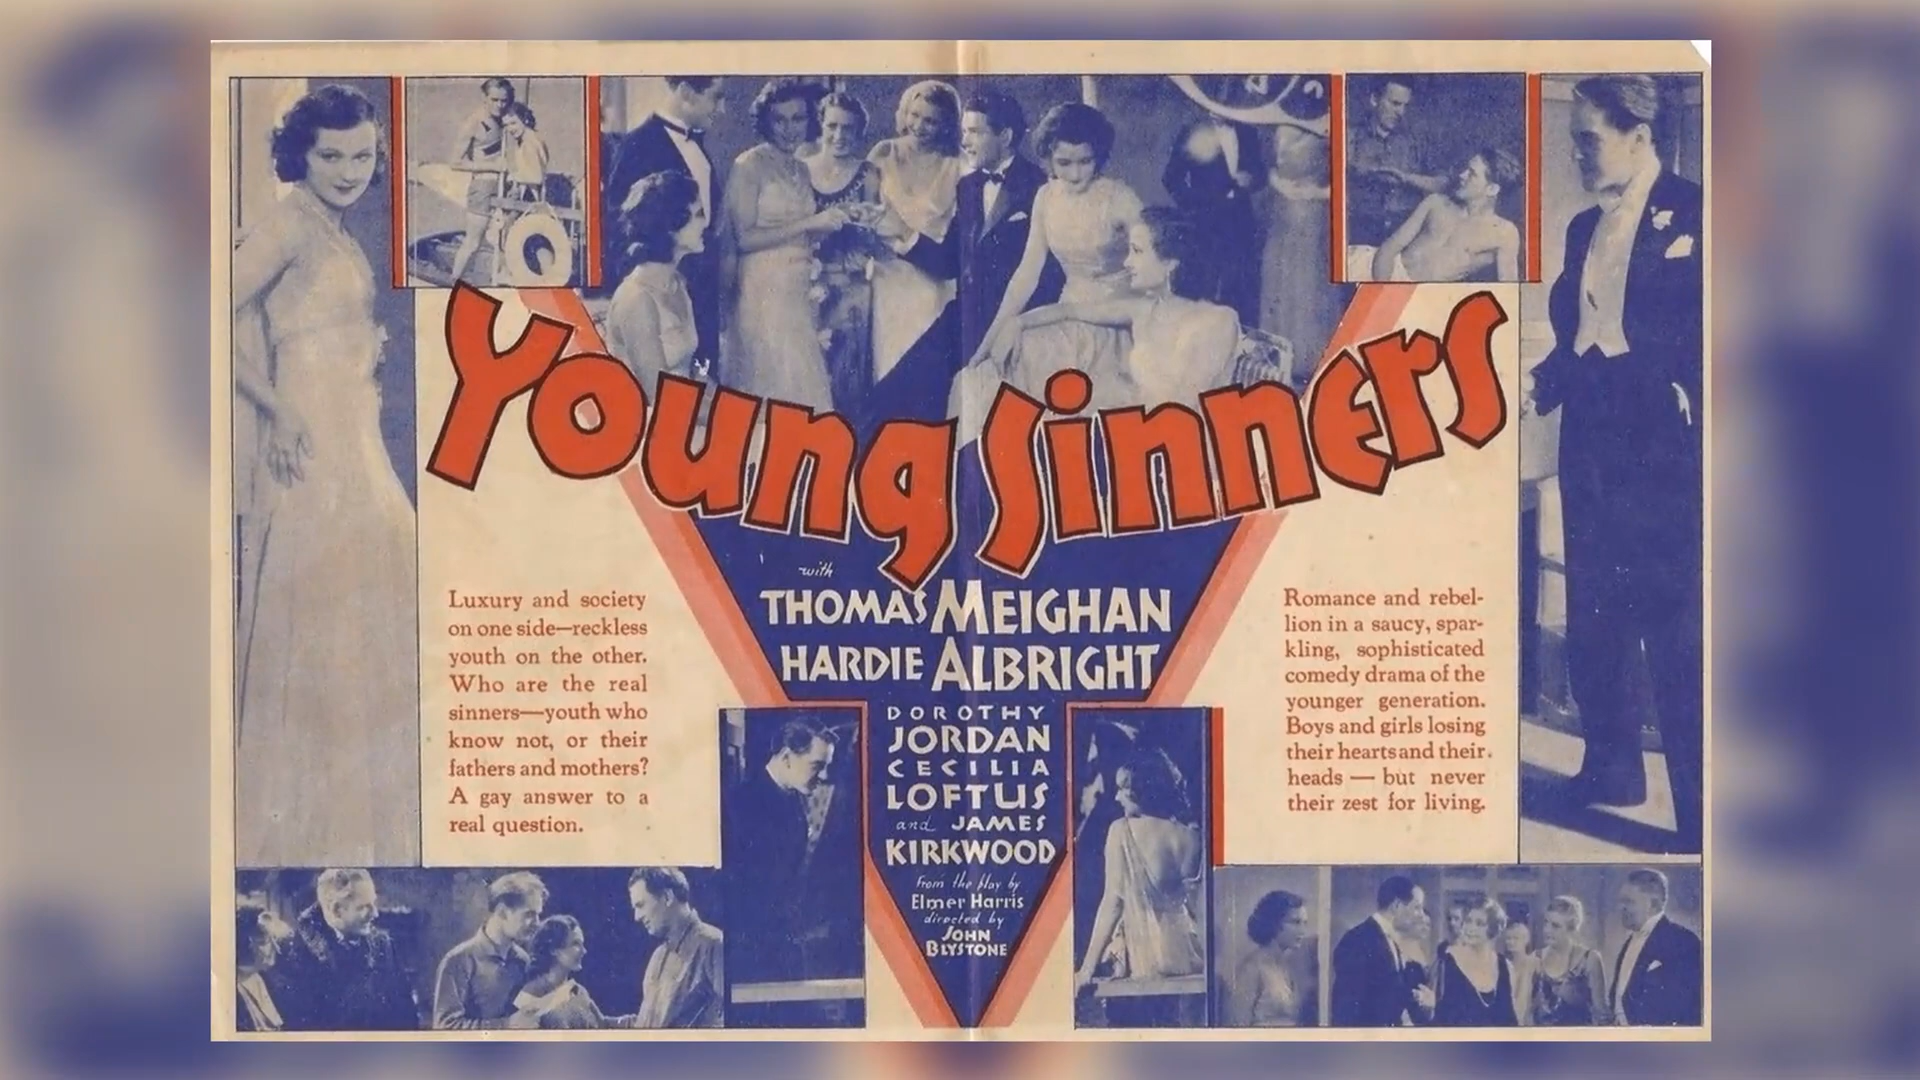 Young Sinners
with
THOMAS MEIGHAN
HARDIE ALBRIGHT
DOROTHY
JORDAN
CECILIA
LOFTUS
and JAMES
KIRKWOOD
From the play by
Elmer Harris
directed by
JOHN
BLYSTONE
Luxury and society
on one side—reckless
youth on the other.
Who are the real
sinners—youth who
know not, or their
fathers and mothers?
A gay answer to a
real question.
Romance and rebel-
lion in a saucy, spar-
kling, sophisticated
comedy drama of the
younger generation.
Boys and girls losing
their hearts and their
heads — but never
their zest for living.